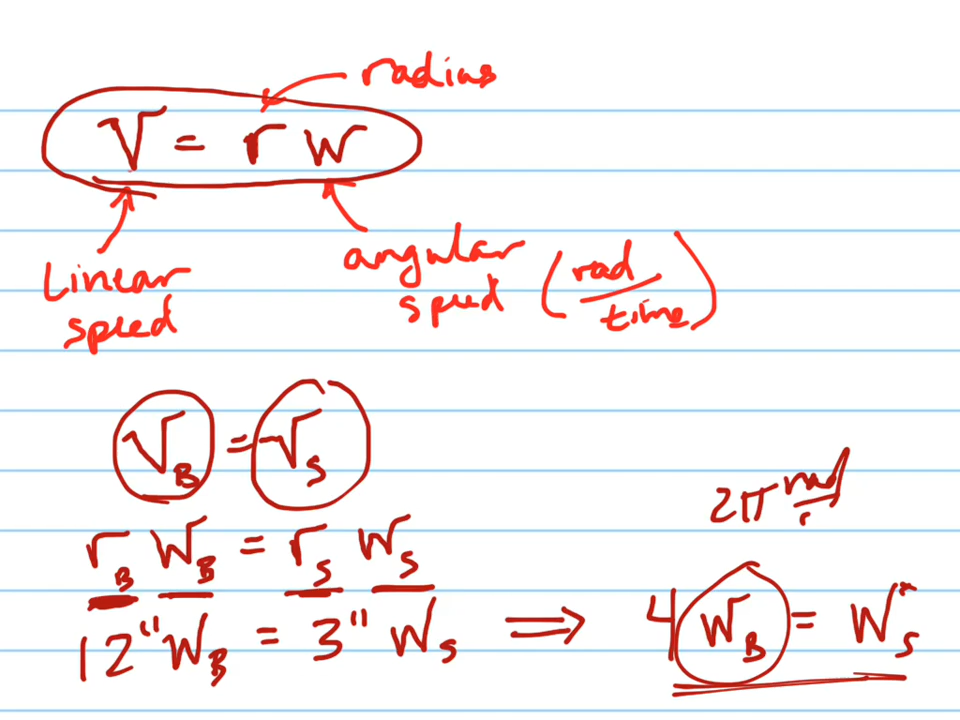 radius
V = r w
Linear speed
angular speed (rad/time)
V_B = V_S
2π rad/r
r_B W_B = r_S W_S
12" W_B = 3" W_S ⟹ 4 W_B = W_S